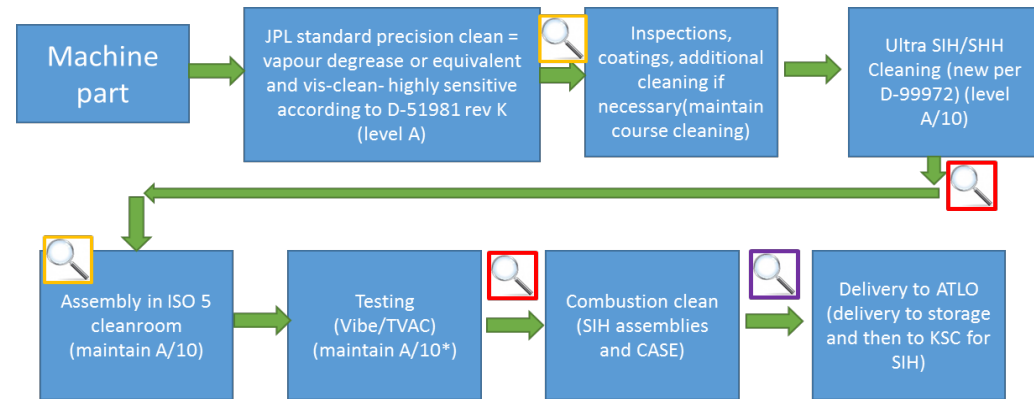 Machine
part
JPL standard precision clean =
vapour degrease or equivalent
and vis-clean- highly sensitive
according to D-51981 rev K
(level A)
Inspections,
coatings, additional
cleaning if
necessary(maintain
course cleaning)
Ultra SIH/SHH
Cleaning (new per
D-99972) (level
A/10)
Assembly in ISO 5
cleanroom
(maintain A/10)
Testing
(Vibe/TVAC)
(maintain A/10*)
Combustion clean
(SIH assemblies
and CASE)
Delivery to ATLO
(delivery to storage
and then to KSC for
SIH)